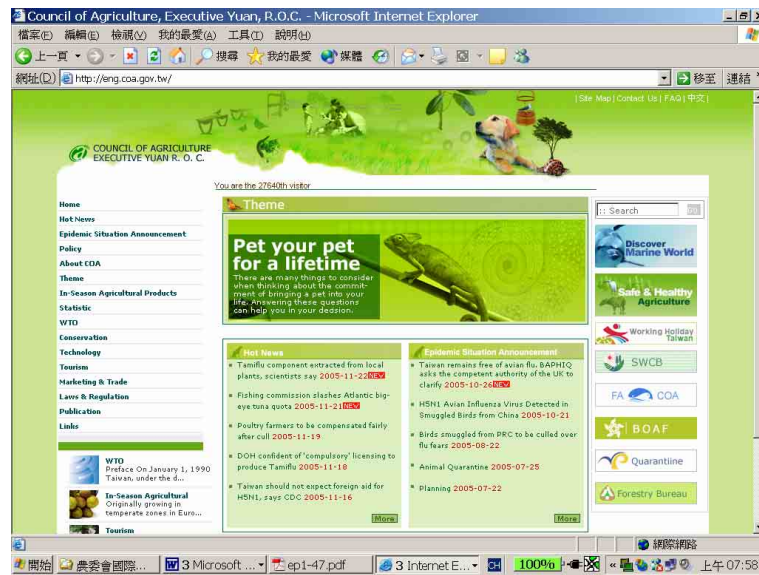 Council of Agriculture, Executive Yuan, R.O.C. - Microsoft Internet Explorer
檔案(F) 編輯(E) 檢視(V) 我的最愛(A) 工具(T) 說明(H)
上一頁 搜尋 我的最愛 媒體
網址(D) http://eng.coa.gov.tw/ 移至 連結
| Site Map | Contact Us | FAQ | 中文 |
COUNCIL OF AGRICULTURE
EXECUTIVE YUAN R. O. C.
You are the 27640th visitor
Home
Hot News
Epidemic Situation Announcement
Policy
About COA
Theme
In-Season Agricultural Products
Statistic
WTO
Conservation
Technology
Tourism
Marketing & Trade
Laws & Regulation
Publication
Links
WTO
Preface On January 1, 1990
Taiwan, under the d...
In-Season Agricultural
Originally growing in
temperate zones in Euro...
Tourism
Theme
Pet your pet
for a lifetime
There are many things to consider
when thinking about the commit-
ment of bringing a pet into your
life. Answering these questions
can help you in your decision.
Hot News
Tamiflu component extracted from local
plants, scientists say 2005-11-22 NEW
Fishing commission slashes Atlantic big-
eye tuna quota 2005-11-21 NEW
Poultry farmers to be compensated fairly
after cull 2005-11-19
DOH confident of 'compulsory' licensing to
produce Tamiflu 2005-11-18
Taiwan should not expect foreign aid for
H5N1, says CDC 2005-11-16
More
Epidemic Situation Announcement
Taiwan remains free of avian flu. BAPHIQ
asks the competent authority of the UK to
clarify 2005-10-26 NEW
H5N1 Avian Influenza Virus Detected in
Smuggled Birds from China 2005-10-21
Birds smuggled from PRC to be culled over
flu fears 2005-08-22
Animal Quarantine 2005-07-25
Planning 2005-07-22
More
:: Search GO
Discover
Marine World
Safe & Healthy
Agriculture
Working Holiday
Taiwan
SWCB
FA COA
BOAF
Quarantine
Forestry Bureau
網際網路
開始 農委會國際... 3 Microsoft ... ep1-47.pdf 3 Internet E... CH 100% 上午 07:58